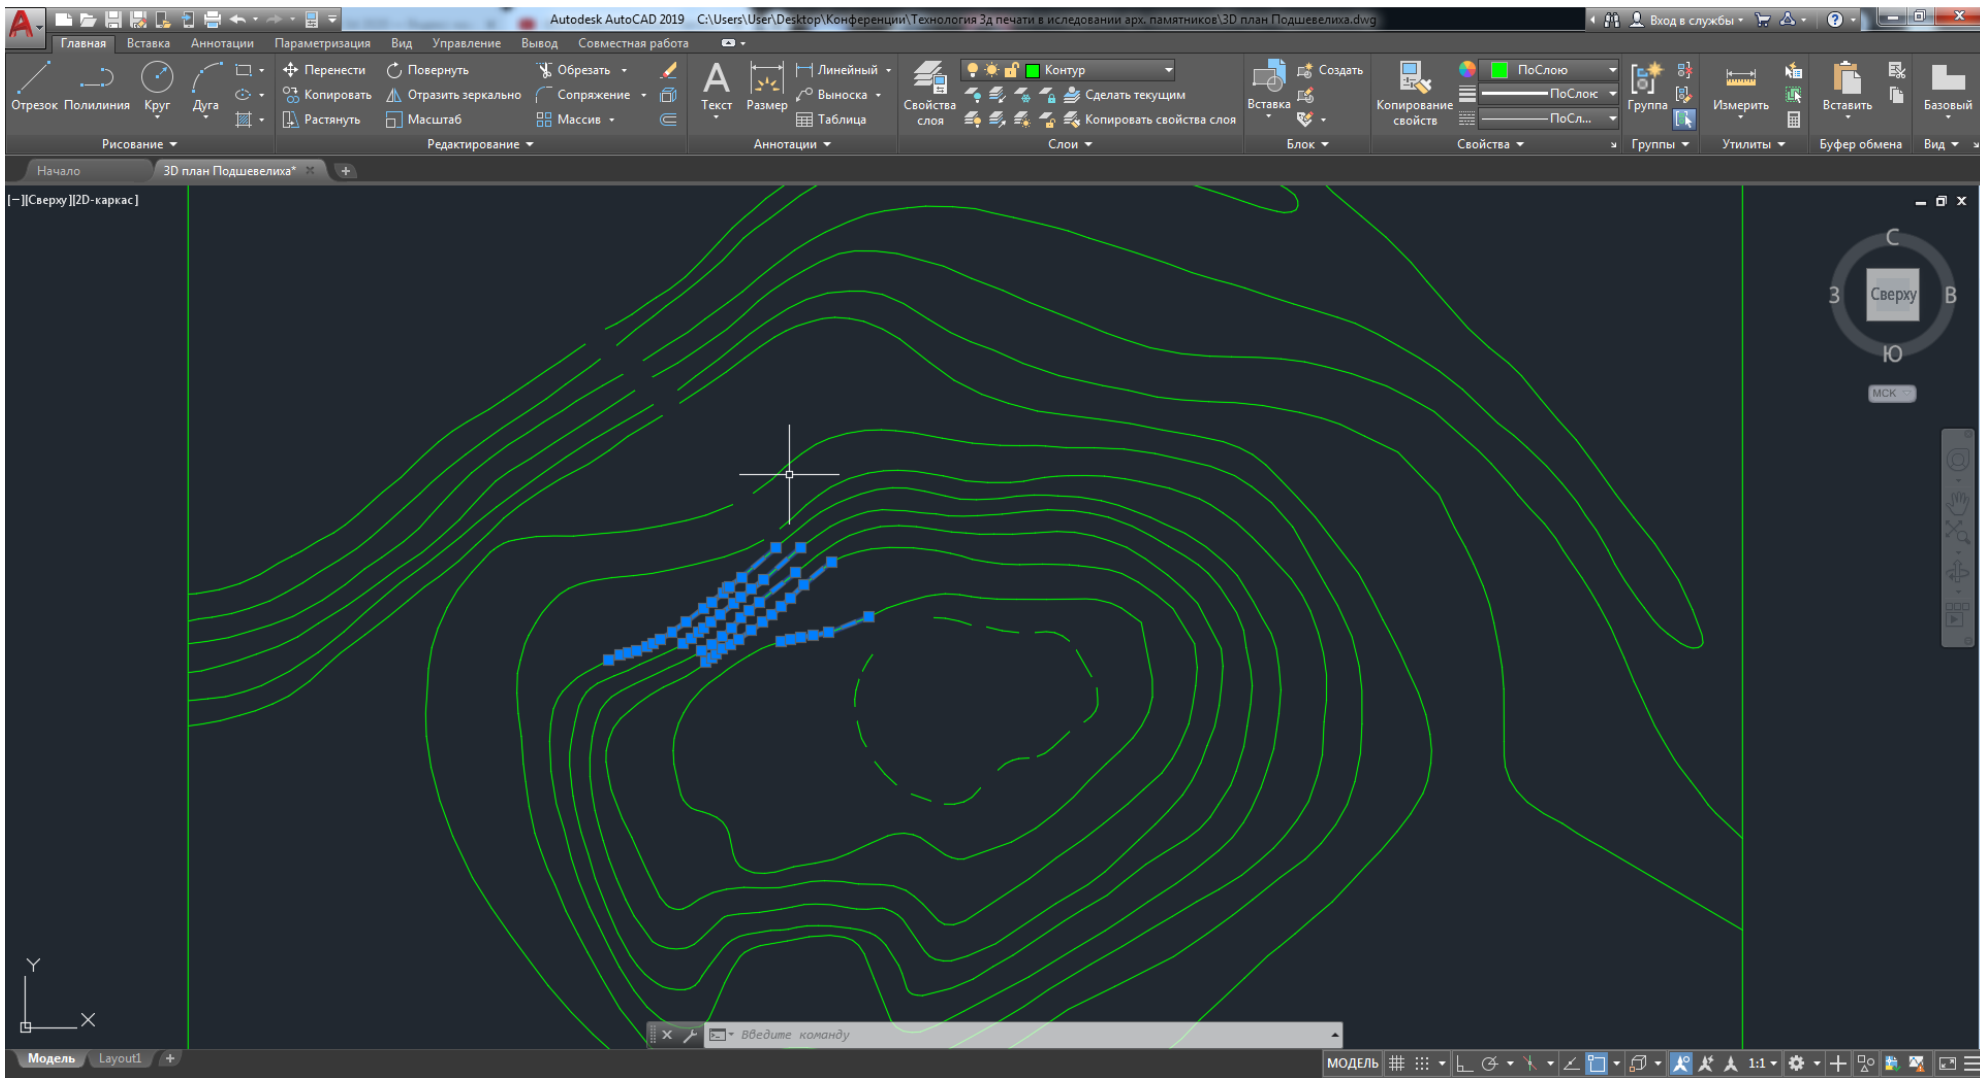 Autodesk AutoCAD 2019 C:\Users\User\Desktop\Конференции\Технология 3д печати в иследовании арх. памятников\3D план Подшевелиха.dwg
Вход в службы
Главная Вставка Аннотации Параметризация Вид Управление Вывод Совместная работа
Отрезок Полилиния Круг Дуга
Перенести Повернуть Обрезать
Копировать Отразить зеркально Сопряжение
Растянуть Масштаб Массив
Текст Размер
Линейный
Выноска
Таблица
Свойства слоя
Контур
Сделать текущим
Копировать свойства слоя
Вставка
Создать
Копирование свойств
ПоСлою
ПоСлою
ПоСл...
Группа
Измерить
Вставить
Базовый
Рисование Редактирование Аннотации Слои Блок Свойства Группы Утилиты Буфер обмена Вид
Начало 3D план Подшевелиха*
[−][Сверху][2D-каркас]
С
З Сверху В
Ю
МСК
Y
X
Введите команду
Модель Layout1
МОДЕЛЬ 1:1